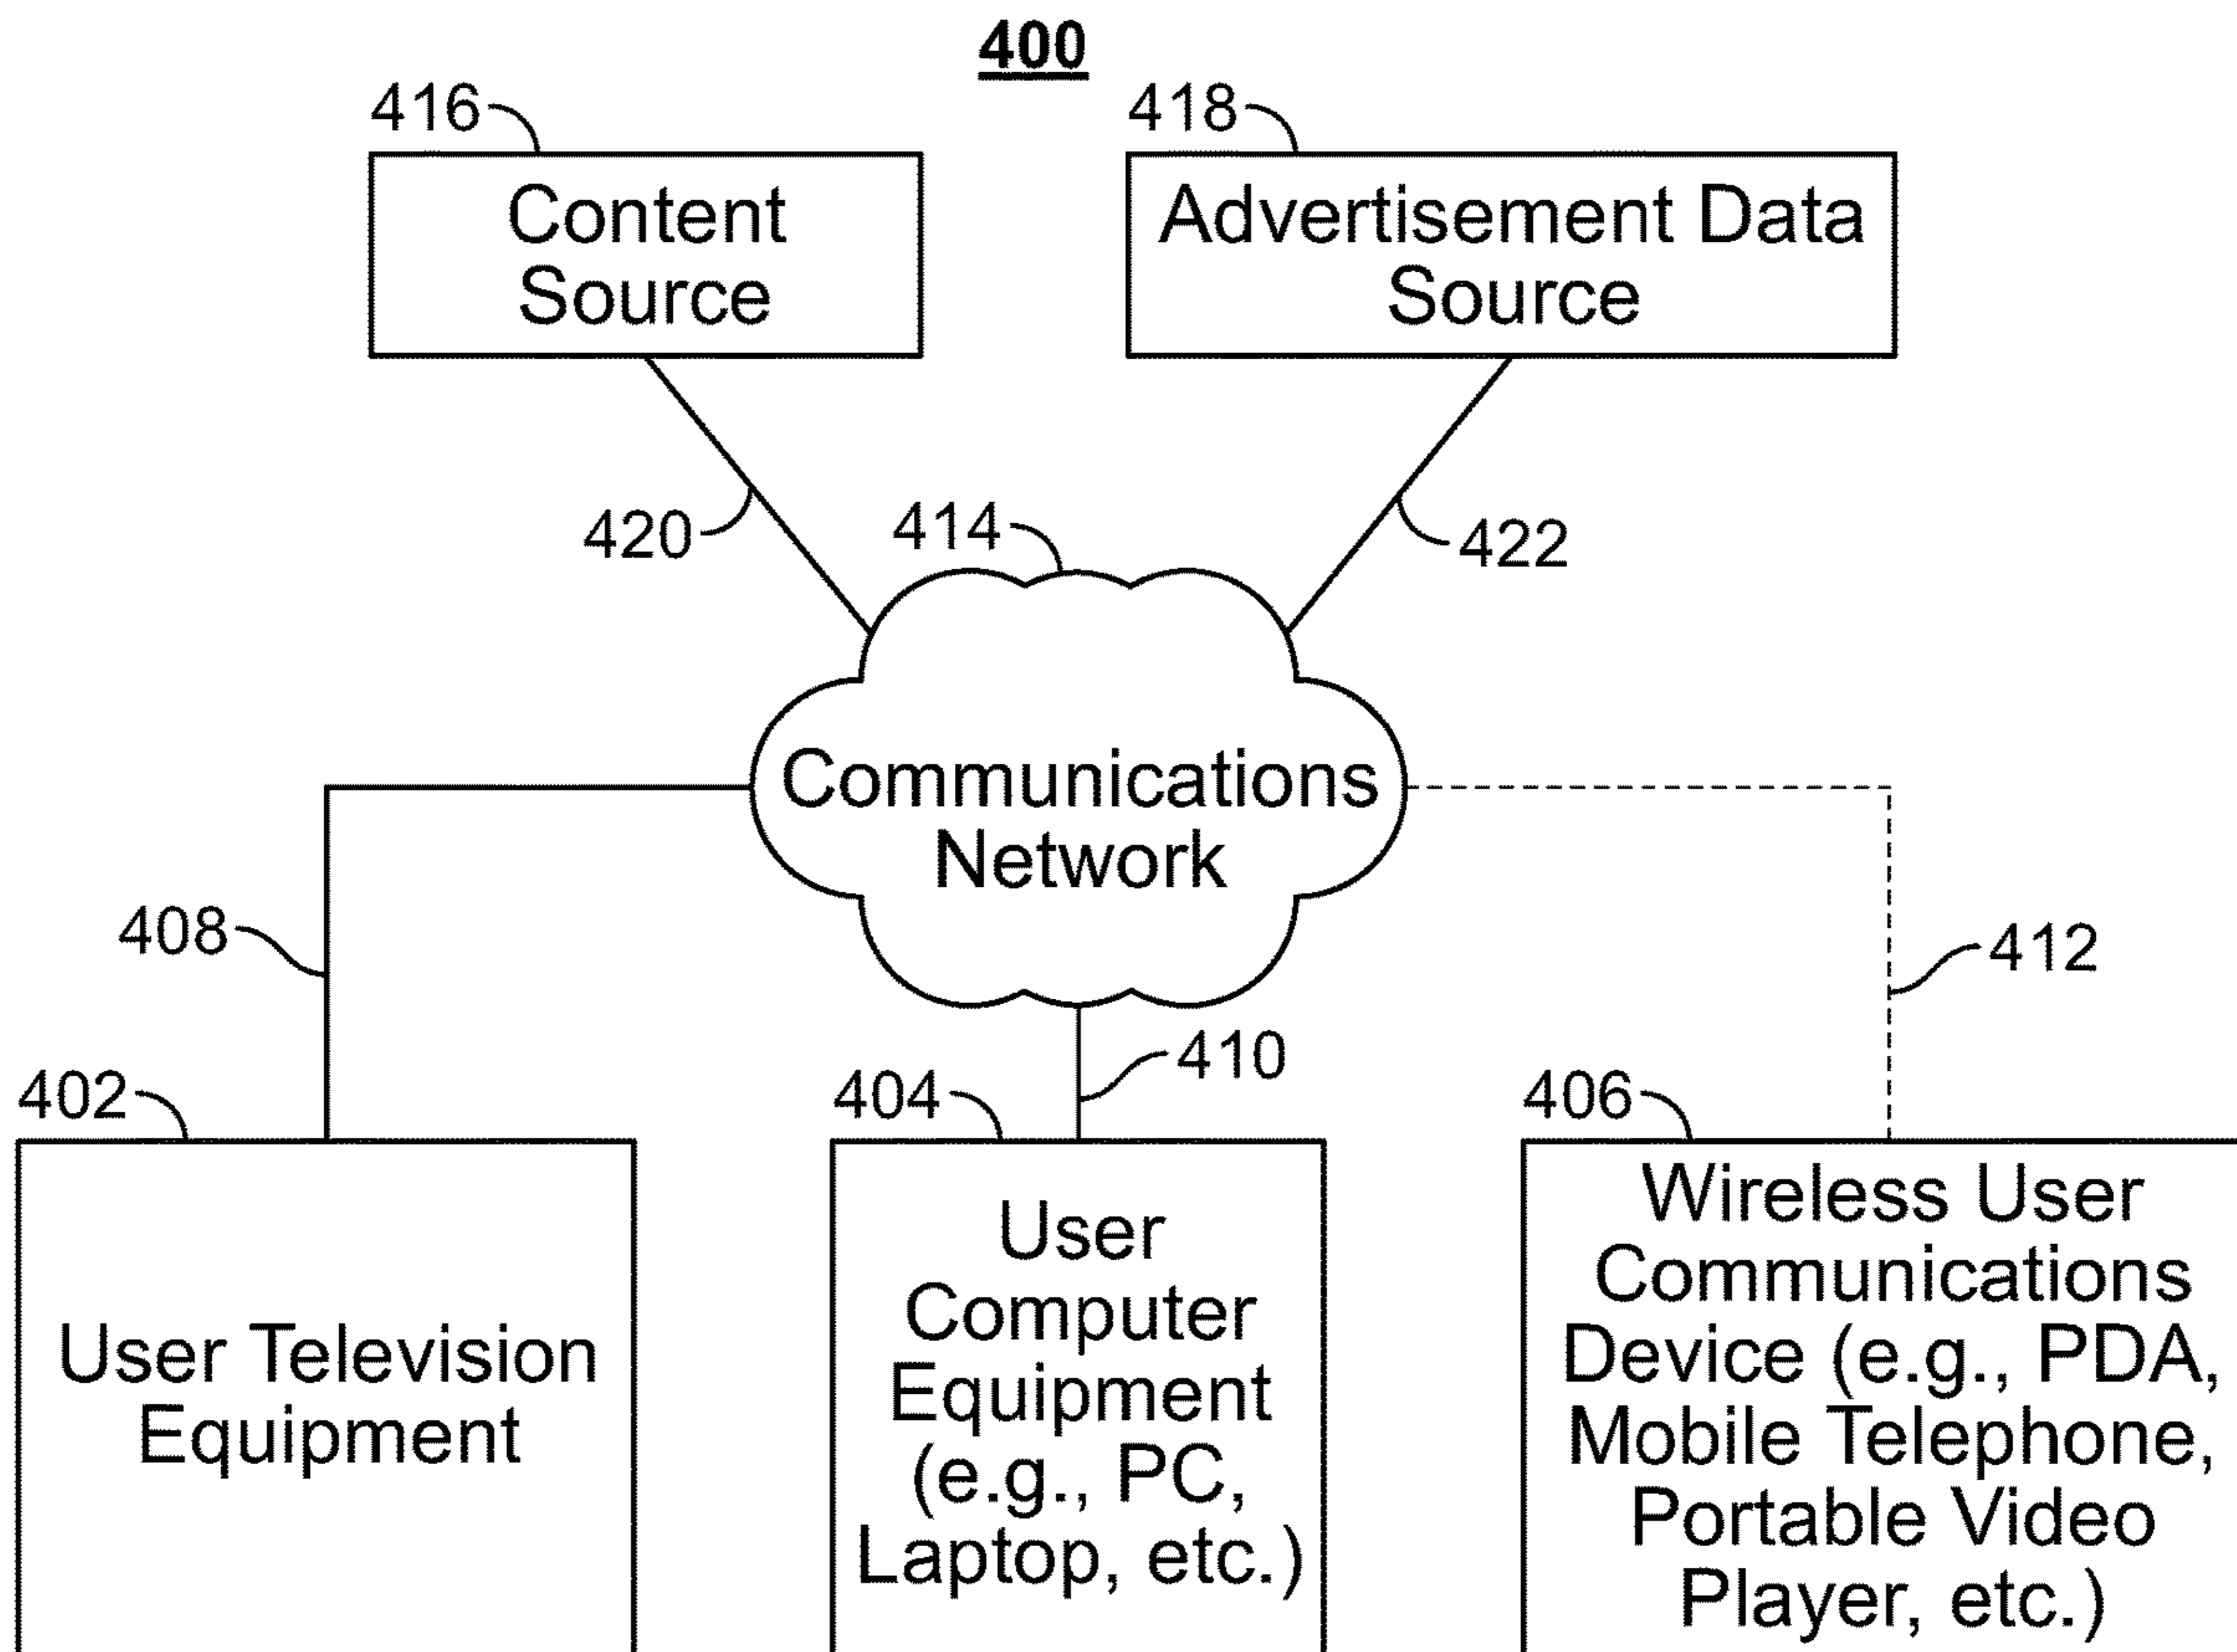 400
416
418
Content
Source
Advertisement Data
Source
420
414
422
Communications
Network
408
412
410
402
404
406
User Television
Equipment
User
Computer
Equipment
(e.g., PC,
Laptop, etc.)
Wireless User
Communications
Device (e.g., PDA,
Mobile Telephone,
Portable Video
Player, etc.)